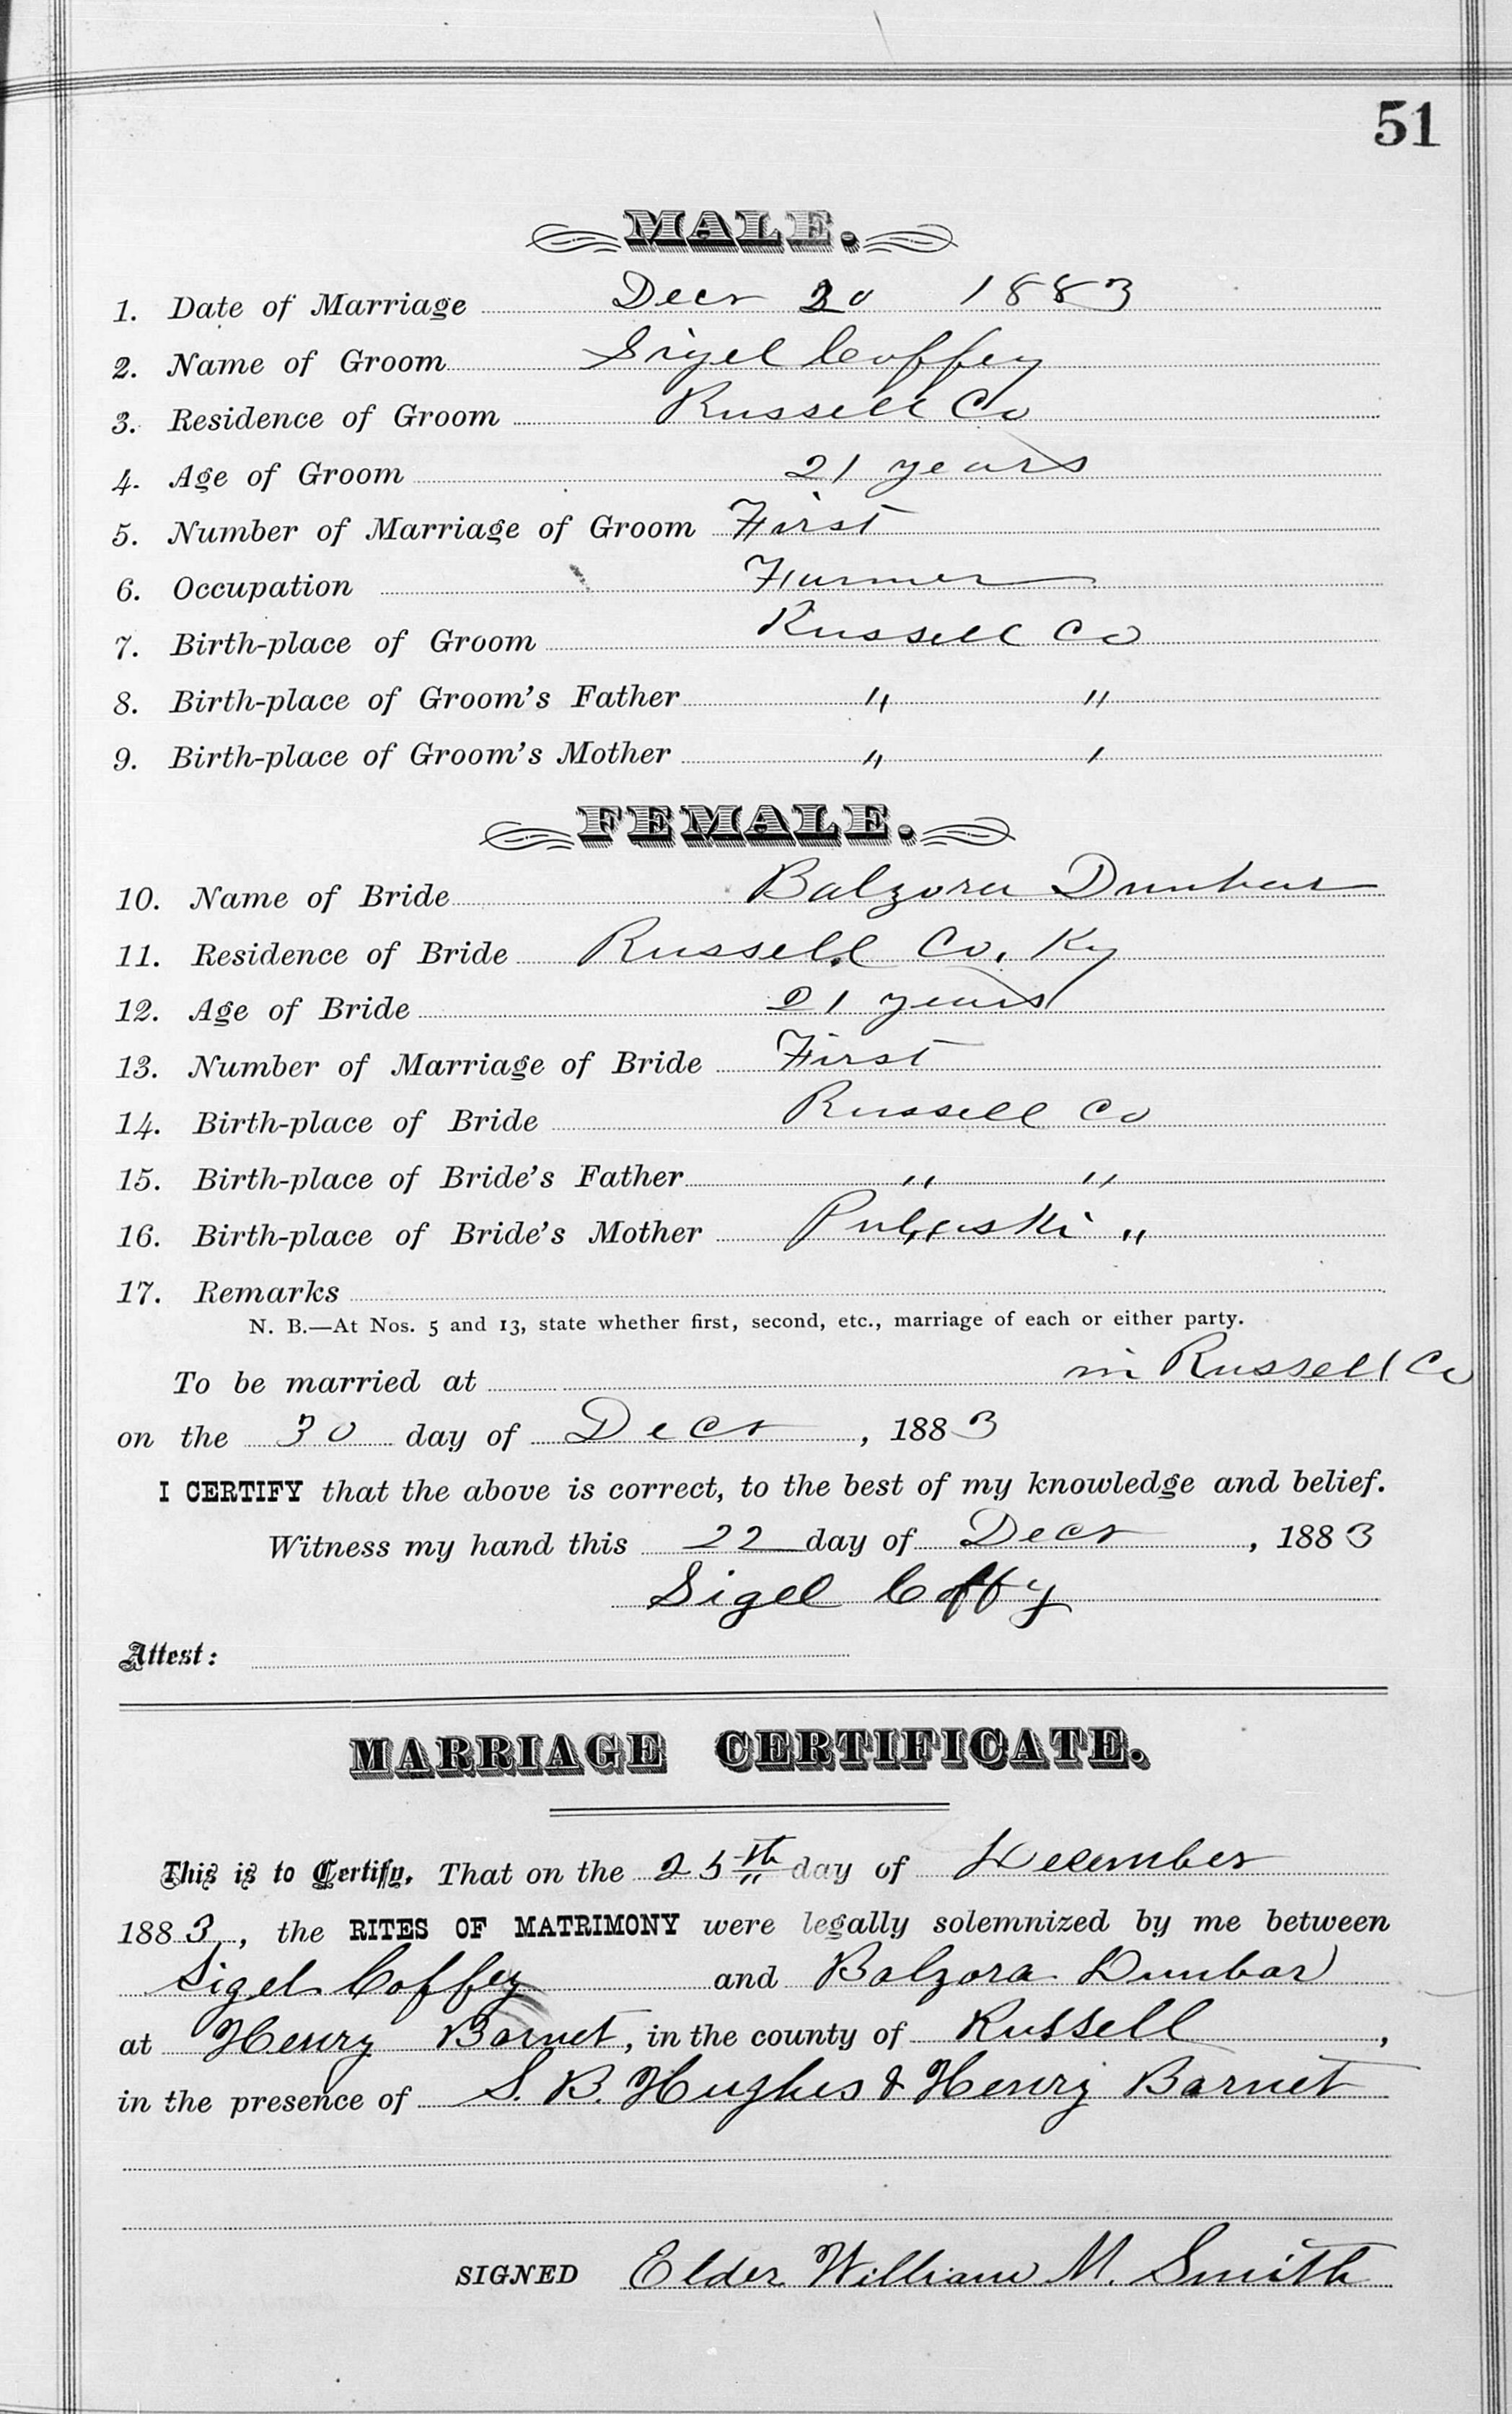 51
MALE.
1. Date of Marriage Decr 30 1883
2. Name of Groom Sigel Coffey
3. Residence of Groom Russell Co
4. Age of Groom 21 years
5. Number of Marriage of Groom First
6. Occupation Farmer
7. Birth-place of Groom Russell Co
8. Birth-place of Groom's Father " "
9. Birth-place of Groom's Mother " '
FEMALE.
10. Name of Bride Balzora Dunbar
11. Residence of Bride Russell Co. Ky
12. Age of Bride 21 years
13. Number of Marriage of Bride First
14. Birth-place of Bride Russell Co
15. Birth-place of Bride's Father " "
16. Birth-place of Bride's Mother Pulaski "
17. Remarks
N. B.—At Nos. 5 and 13, state whether first, second, etc., marriage of each or either party.
To be married at in Russell Co
on the 30 day of Decr, 1883
I CERTIFY that the above is correct, to the best of my knowledge and belief.
Witness my hand this 22 day of Decr, 1883
Sigel Coffy
Attest:
MARRIAGE CERTIFICATE.
This is to Certify, That on the 25th day of December
1883, the RITES OF MATRIMONY were legally solemnized by me between
Sigel Coffey and Balzora Dunbar
at Henry Barnet, in the county of Russell,
in the presence of S. B. Hughes & Henry Barnet
SIGNED Elder William M. Smith